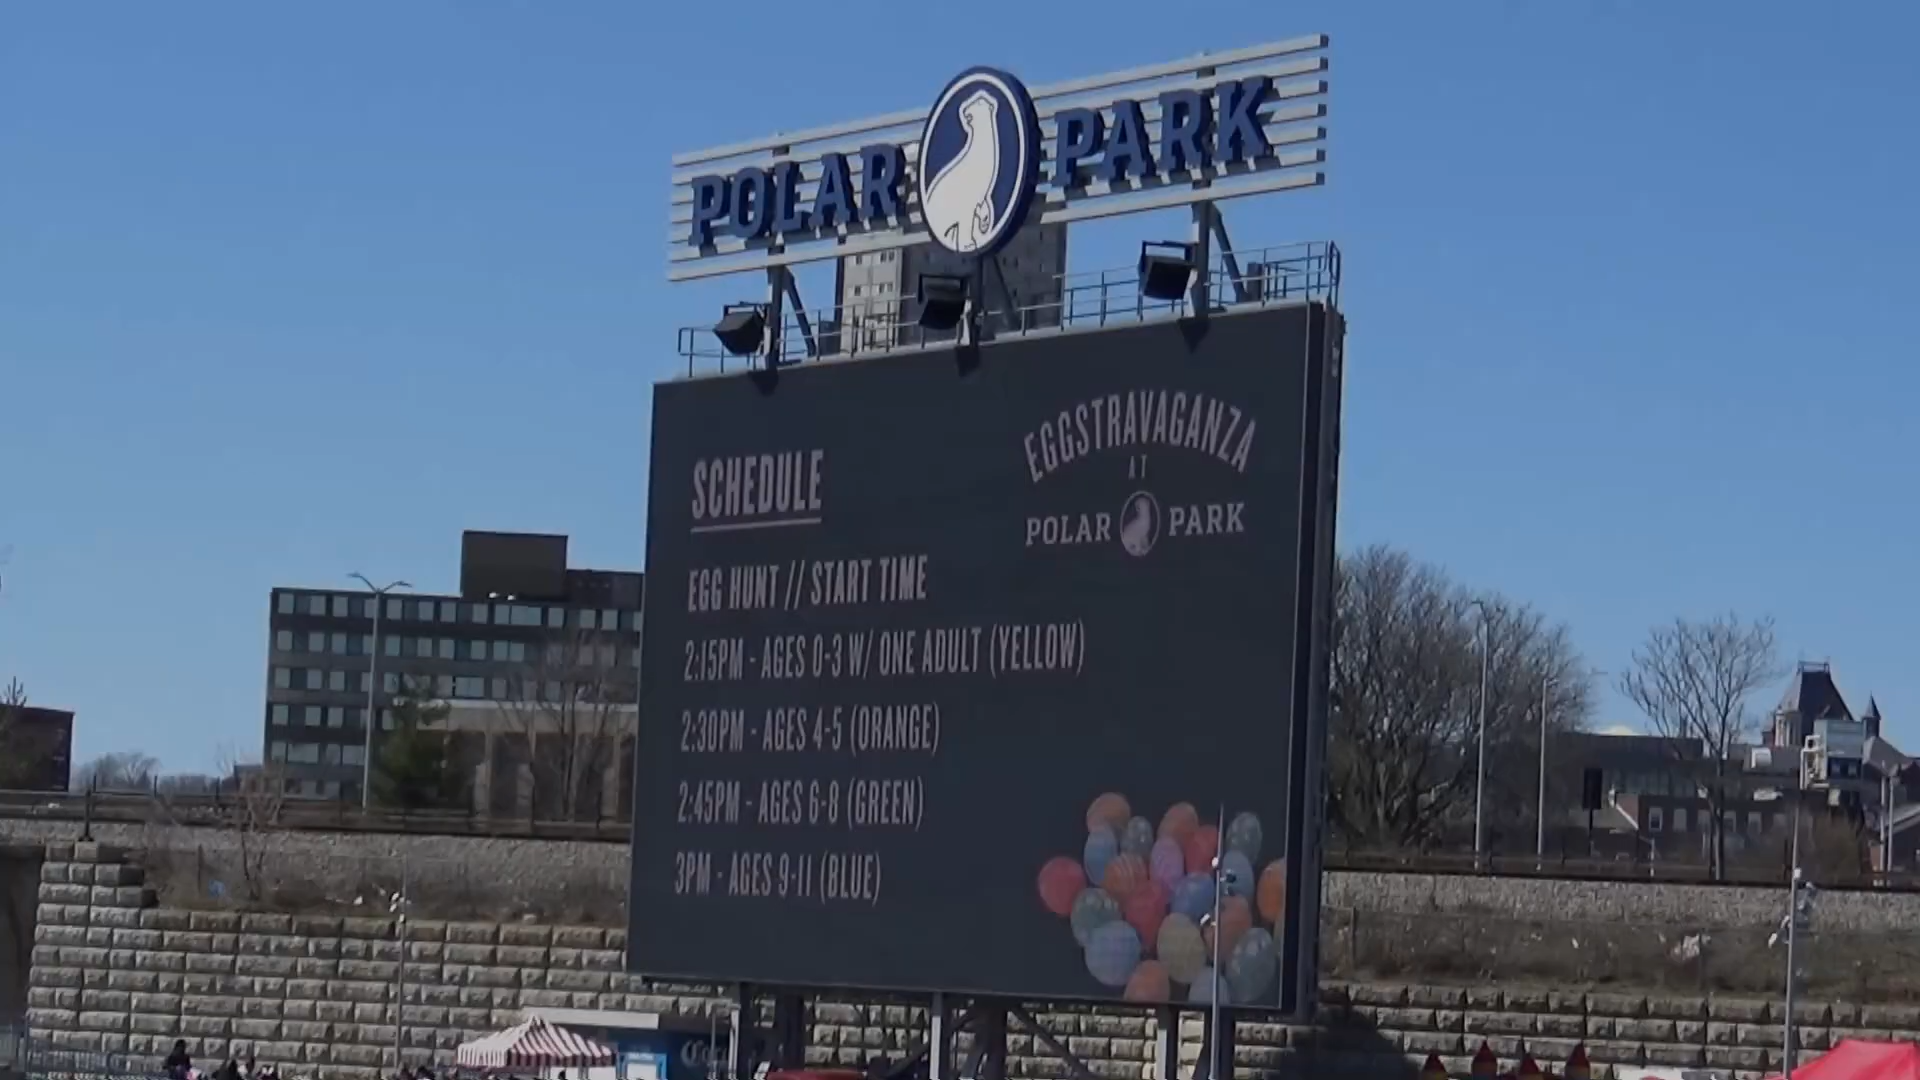 POLAR PARK
EGGSTRAVAGANZA
AT
POLAR PARK
SCHEDULE
EGG HUNT // START TIME
2:15PM - AGES 0-3 W/ ONE ADULT (YELLOW)
2:30PM - AGES 4-5 (ORANGE)
2:45PM - AGES 6-8 (GREEN)
3PM - AGES 9-11 (BLUE)